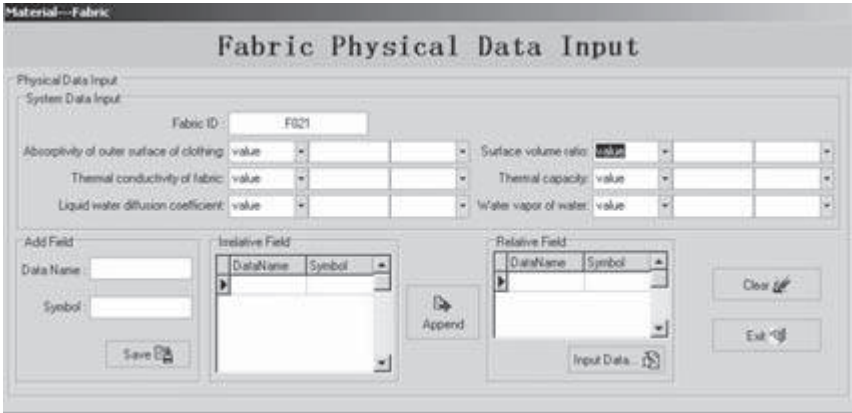 Material---Fabric
Fabric Physical Data Input
Physical Data Input
System Data Input
Fabric ID : F021
Absorptivity of outer surface of clothing: value Surface volume ratio: value
Thermal conductivity of fabric: value Thermal capacity: value
Liquid water diffusion coefficient: value Water vapor of water: value
Add Field Irrelative Field Relative Field
Data Name : DataName Symbol DataName Symbol
Symbol :
Clear
Append
Exit
Save
Input Data...